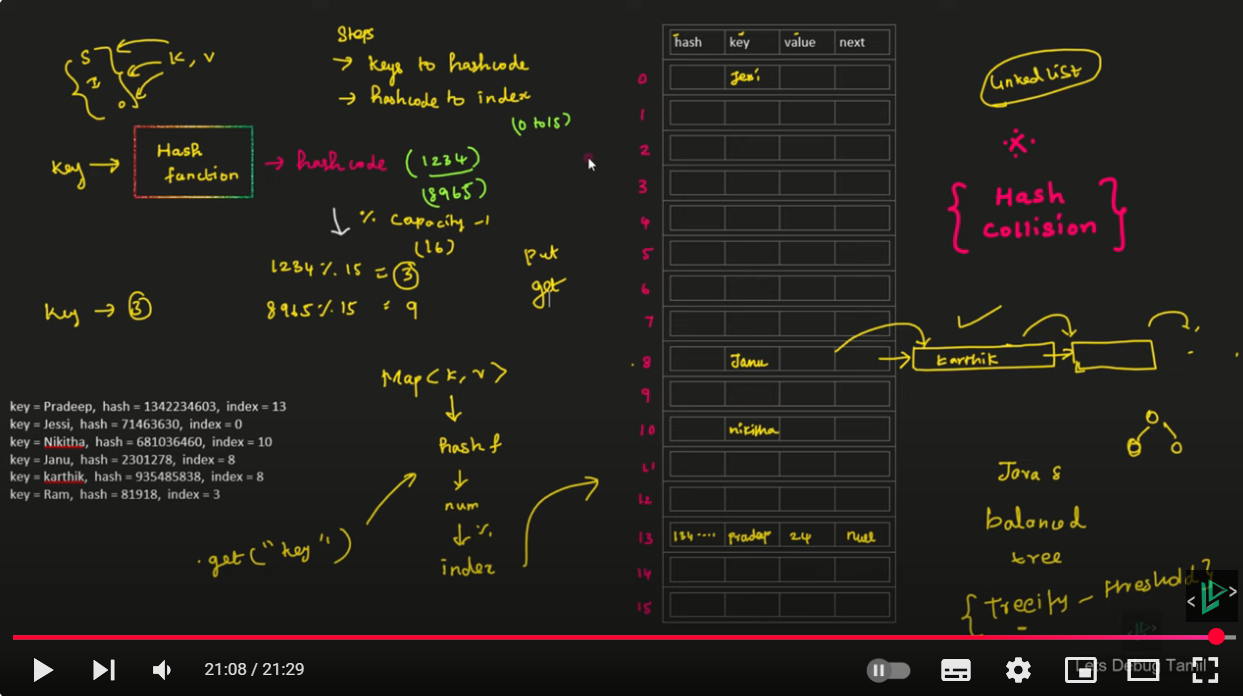 Steps
→ keys to hashcode
→ hashcode to index
(0 to 15)
S
I
O
K, V
key →
Hash
function
→ hashcode (1234)
(8965)
% capacity -1
(16)
1234 % 15 = 3
8965 % 15 = 9
key → 3
put
get
Map<K, V>
hash f
num
%
index
.get("key")
key = Pradeep, hash = 1342234603, index = 13
key = Jessi, hash = 71463630, index = 0
key = Nikitha, hash = 681036460, index = 10
key = Janu, hash = 2301278, index = 8
key = karthik, hash = 935485838, index = 8
key = Ram, hash = 81918, index = 3
hash key value next
0 Jessi
1
2
3
4
5
6
7
8 Janu
9
10 nikitha
11
12
13 134.... pradeep 24 null
14
15
Linked List
Hash
Collision
karthik
Java 8
balanced
tree
{ Treeify - threshold }
Lets Debug Tamil
21:08 / 21:29